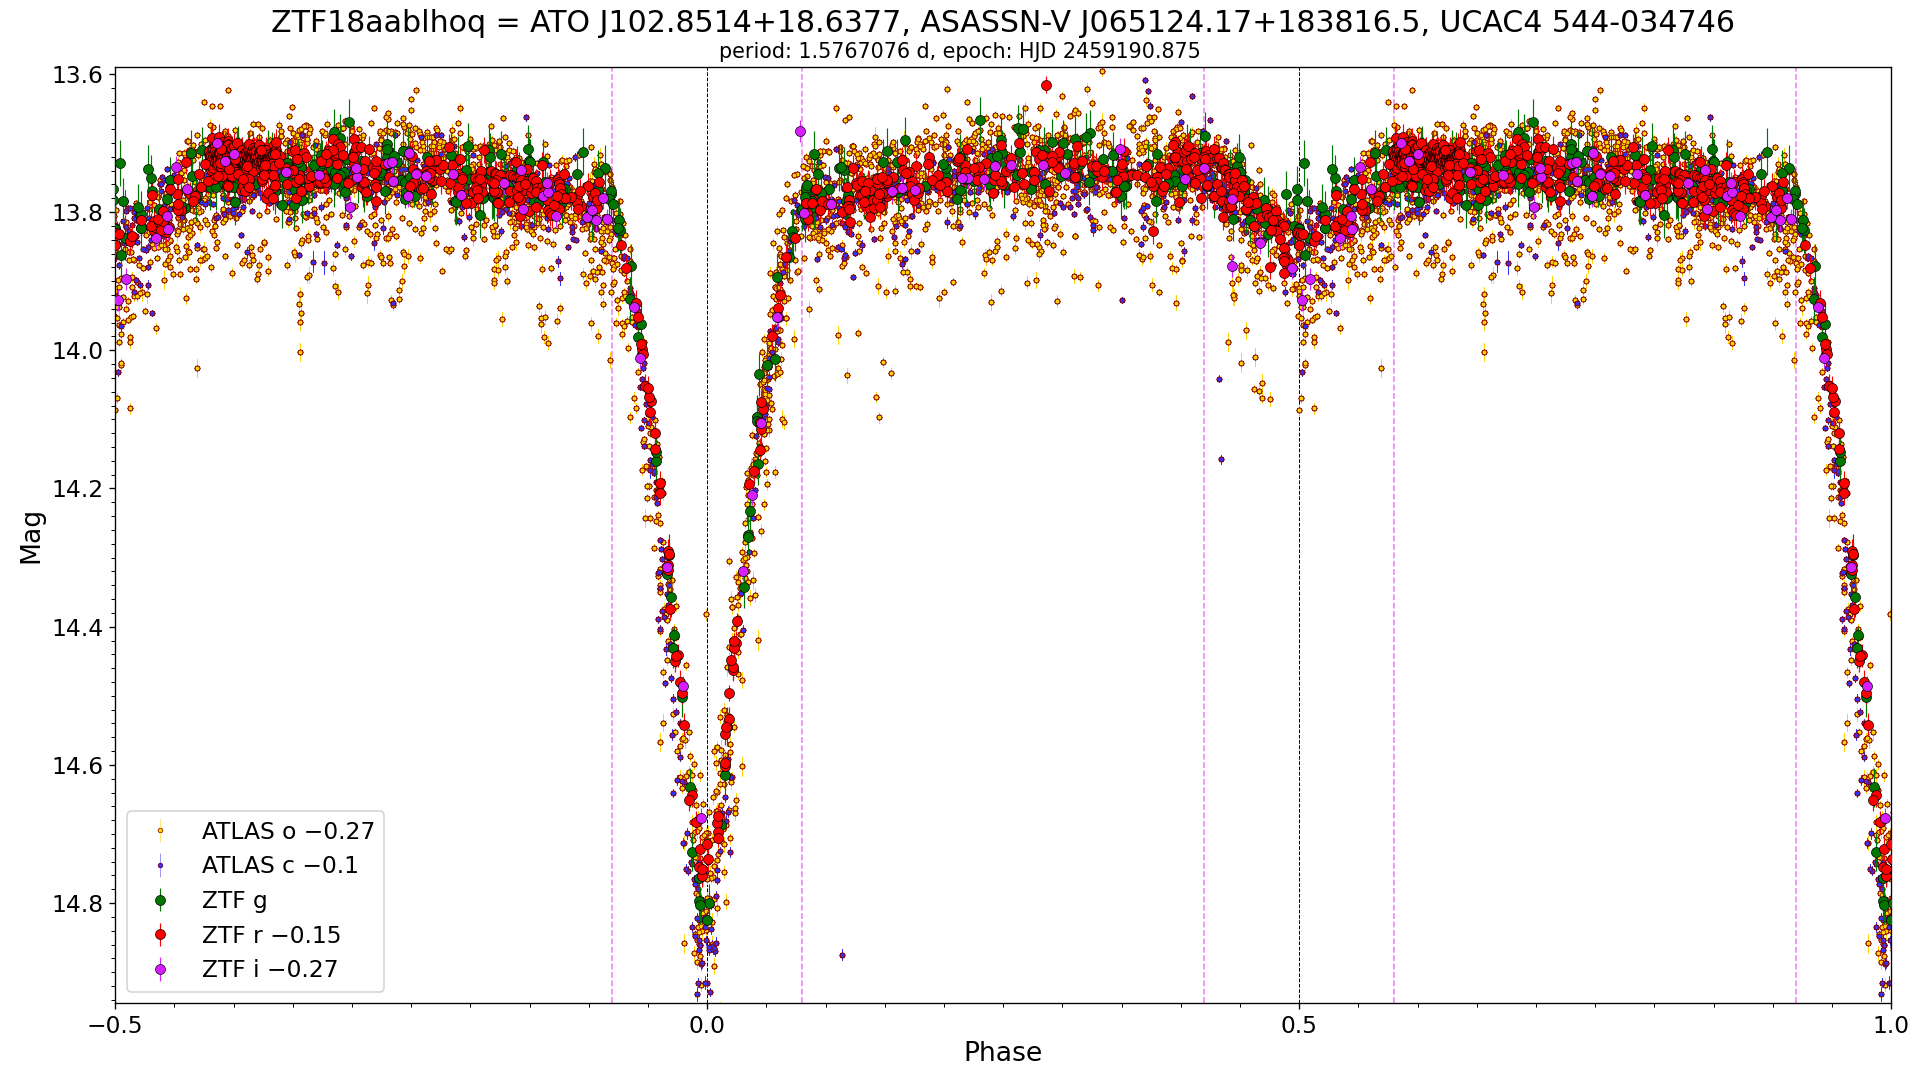 ZTF18aablhoq = ATO J102.8514+18.6377, ASASSN-V J065124.17+183816.5, UCAC4 544-034746
period: 1.5767076 d, epoch: HJD 2459190.875
13.6
13.8
14.0
14.2
14.4
14.6
14.8
Mag
ATLAS o −0.27
ATLAS c −0.1
ZTF g
ZTF r −0.15
ZTF i −0.27
−0.5 0.0 0.5 1.0
Phase